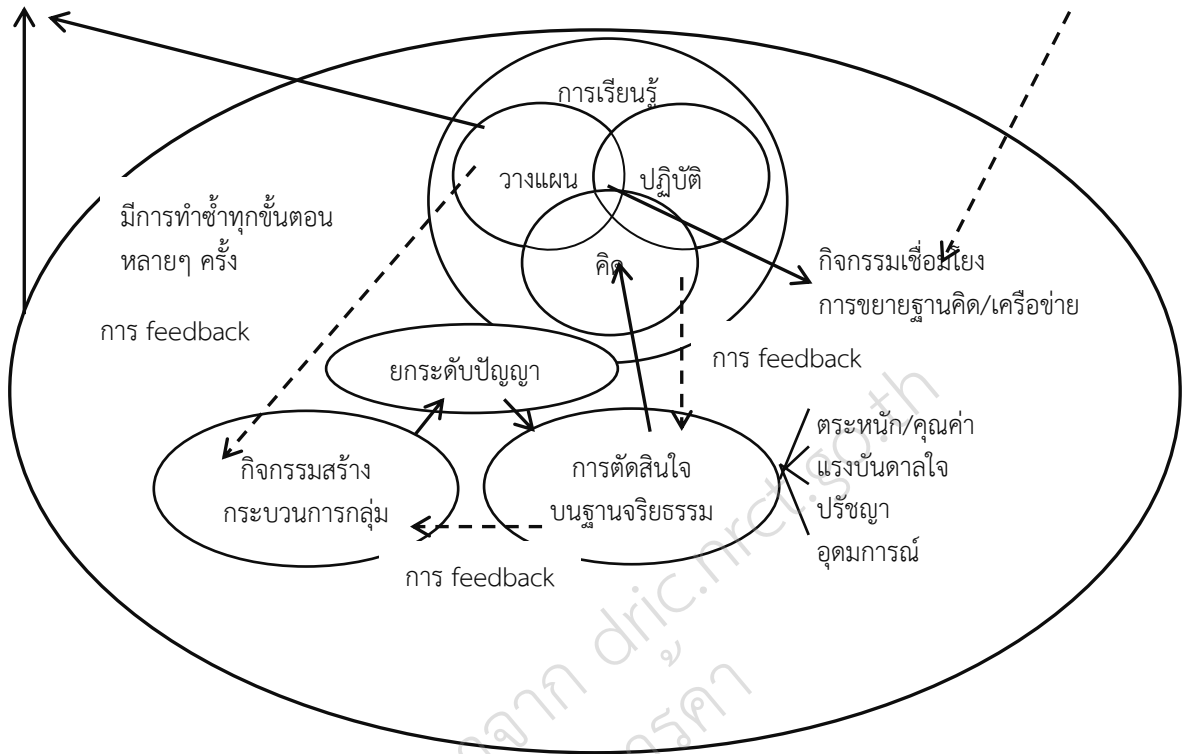 การเรียนรู้
วางแผน
ปฏิบัติ
คิด
มีการทำซ้ำทุกขั้นตอน
หลายๆ ครั้ง
กิจกรรมเชื่อมโยง
การขยายฐานคิด/เครือข่าย
การ feedback
การ feedback
ยกระดับปัญญา
กิจกรรมสร้าง
กระบวนการกลุ่ม
การตัดสินใจ
บนฐานจริยธรรม
ตระหนัก/คุณค่า
แรงบันดาลใจ
ปรัชญา
อุดมการณ์
การ feedback
จาก dric.nrct.go.th